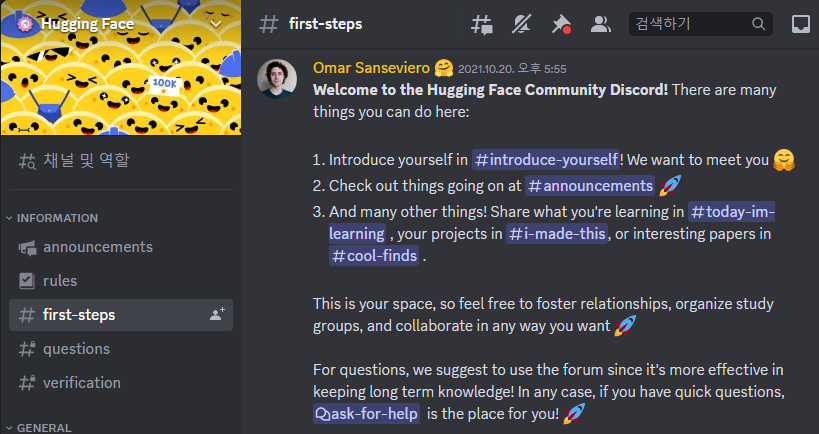 Hugging Face
100K
채널 및 역할
INFORMATION
announcements
rules
first-steps
questions
verification
GENERAL
first-steps
검색하기
Omar Sanseviero 🤗 2021.10.20. 오후 5:55
Welcome to the Hugging Face Community Discord! There are many
things you can do here:
1. Introduce yourself in #introduce-yourself! We want to meet you 🤗
2. Check out things going on at #announcements 🚀
3. And many other things! Share what you're learning in #today-im-
learning , your projects in #i-made-this, or interesting papers in
#cool-finds .
This is your space, so feel free to foster relationships, organize study
groups, and collaborate in any way you want 🚀
For questions, we suggest to use the forum since it's more effective in
keeping long term knowledge! In any case, if you have quick questions,
ask-for-help is the place for you! 🚀